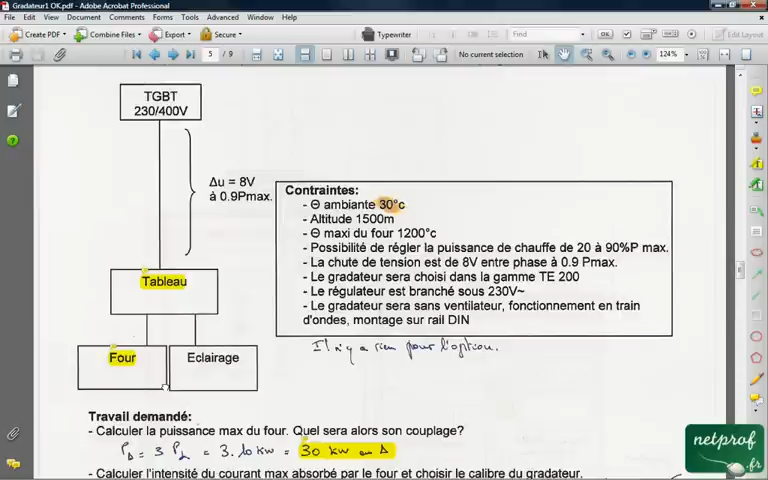 Gradateur1 OK.pdf - Adobe Acrobat Professional
File Edit View Document Comments Forms Tools Advanced Window Help
Create PDF Combine Files Export Secure Typewriter Find
5 / 9 No current selection 124% Edit Layout
TGBT
230/400V
Δu = 8V
à 0.9Pmax.
Tableau
Four
Eclairage
Contraintes:
- Θ ambiante 30°c
- Altitude 1500m
- Θ maxi du four 1200°c
- Possibilité de régler la puissance de chauffe de 20 à 90%P max.
- La chute de tension est de 8V entre phase à 0.9 Pmax.
- Le gradateur sera choisi dans la gamme TE 200
- Le régulateur est branché sous 230V~
- Le gradateur sera sans ventilateur, fonctionnement en train
d'ondes, montage sur rail DIN
Il n'y a rien pour l'option.
Travail demandé:
- Calculer la puissance max du four. Quel sera alors son couplage?
= 3 = 3.10 kW = 30 kW en Δ
- Calculer l'intensité du courant max absorbé par le four et choisir le calibre du gradateur.
netprof
.fr